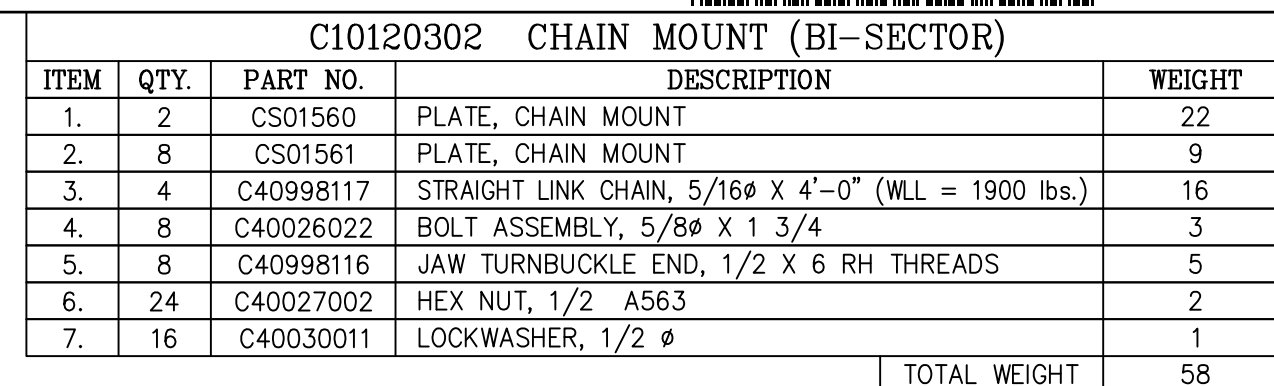 C10120302 CHAIN MOUNT (BI-SECTOR)
ITEM QTY. PART NO. DESCRIPTION WEIGHT
1. 2 CS01560 PLATE, CHAIN MOUNT 22
2. 8 CS01561 PLATE, CHAIN MOUNT 9
3. 4 C40998117 STRAIGHT LINK CHAIN, 5/16ø X 4'-0" (WLL = 1900 lbs.) 16
4. 8 C40026022 BOLT ASSEMBLY, 5/8ø X 1 3/4 3
5. 8 C40998116 JAW TURNBUCKLE END, 1/2 X 6 RH THREADS 5
6. 24 C40027002 HEX NUT, 1/2 A563 2
7. 16 C40030011 LOCKWASHER, 1/2 ø 1
TOTAL WEIGHT 58